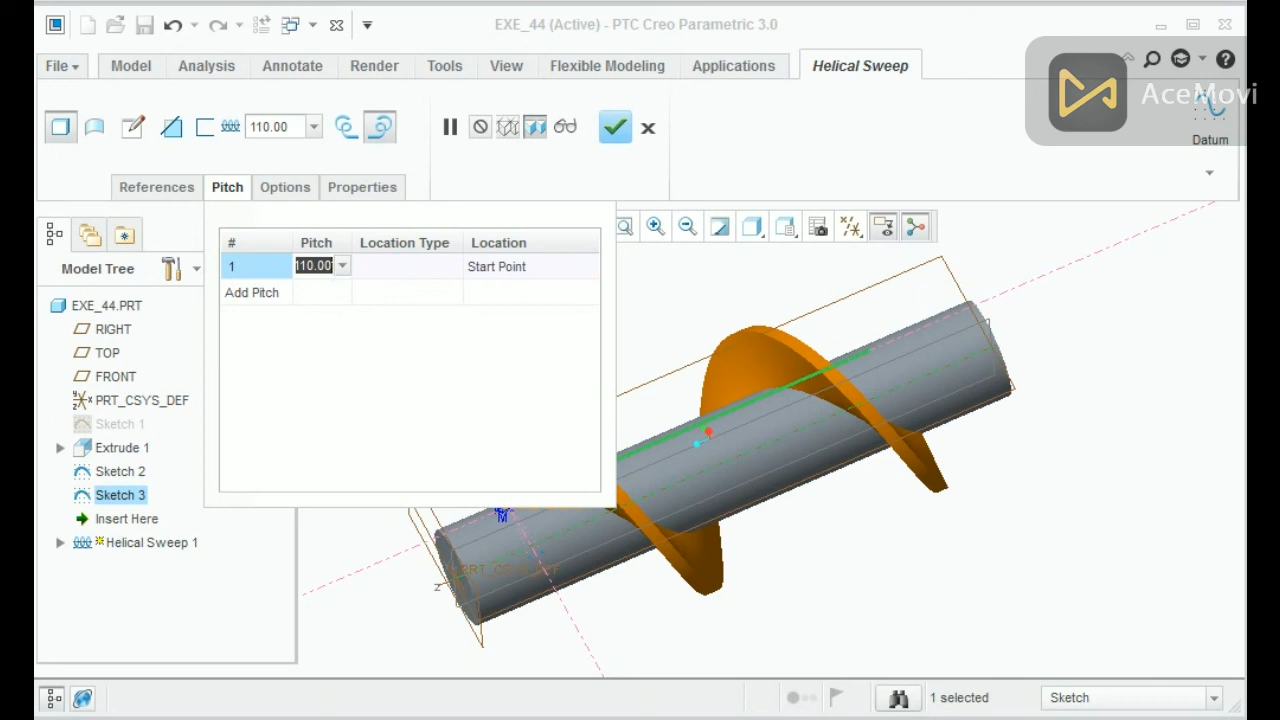 EXE_44 (Active) - PTC Creo Parametric 3.0
File
Model
Analysis
Annotate
Render
Tools
View
Flexible Modeling
Applications
Helical Sweep
AceMovi
110.00
Datum
References
Pitch
Options
Properties
# Pitch Location Type Location
1 110.00 Start Point
Add Pitch
Model Tree
EXE_44.PRT
RIGHT
TOP
FRONT
PRT_CSYS_DEF
Sketch 1
Extrude 1
Sketch 2
Sketch 3
Insert Here
Helical Sweep 1
M
PRT_CSYS_DEF
Z
1 selected
Sketch